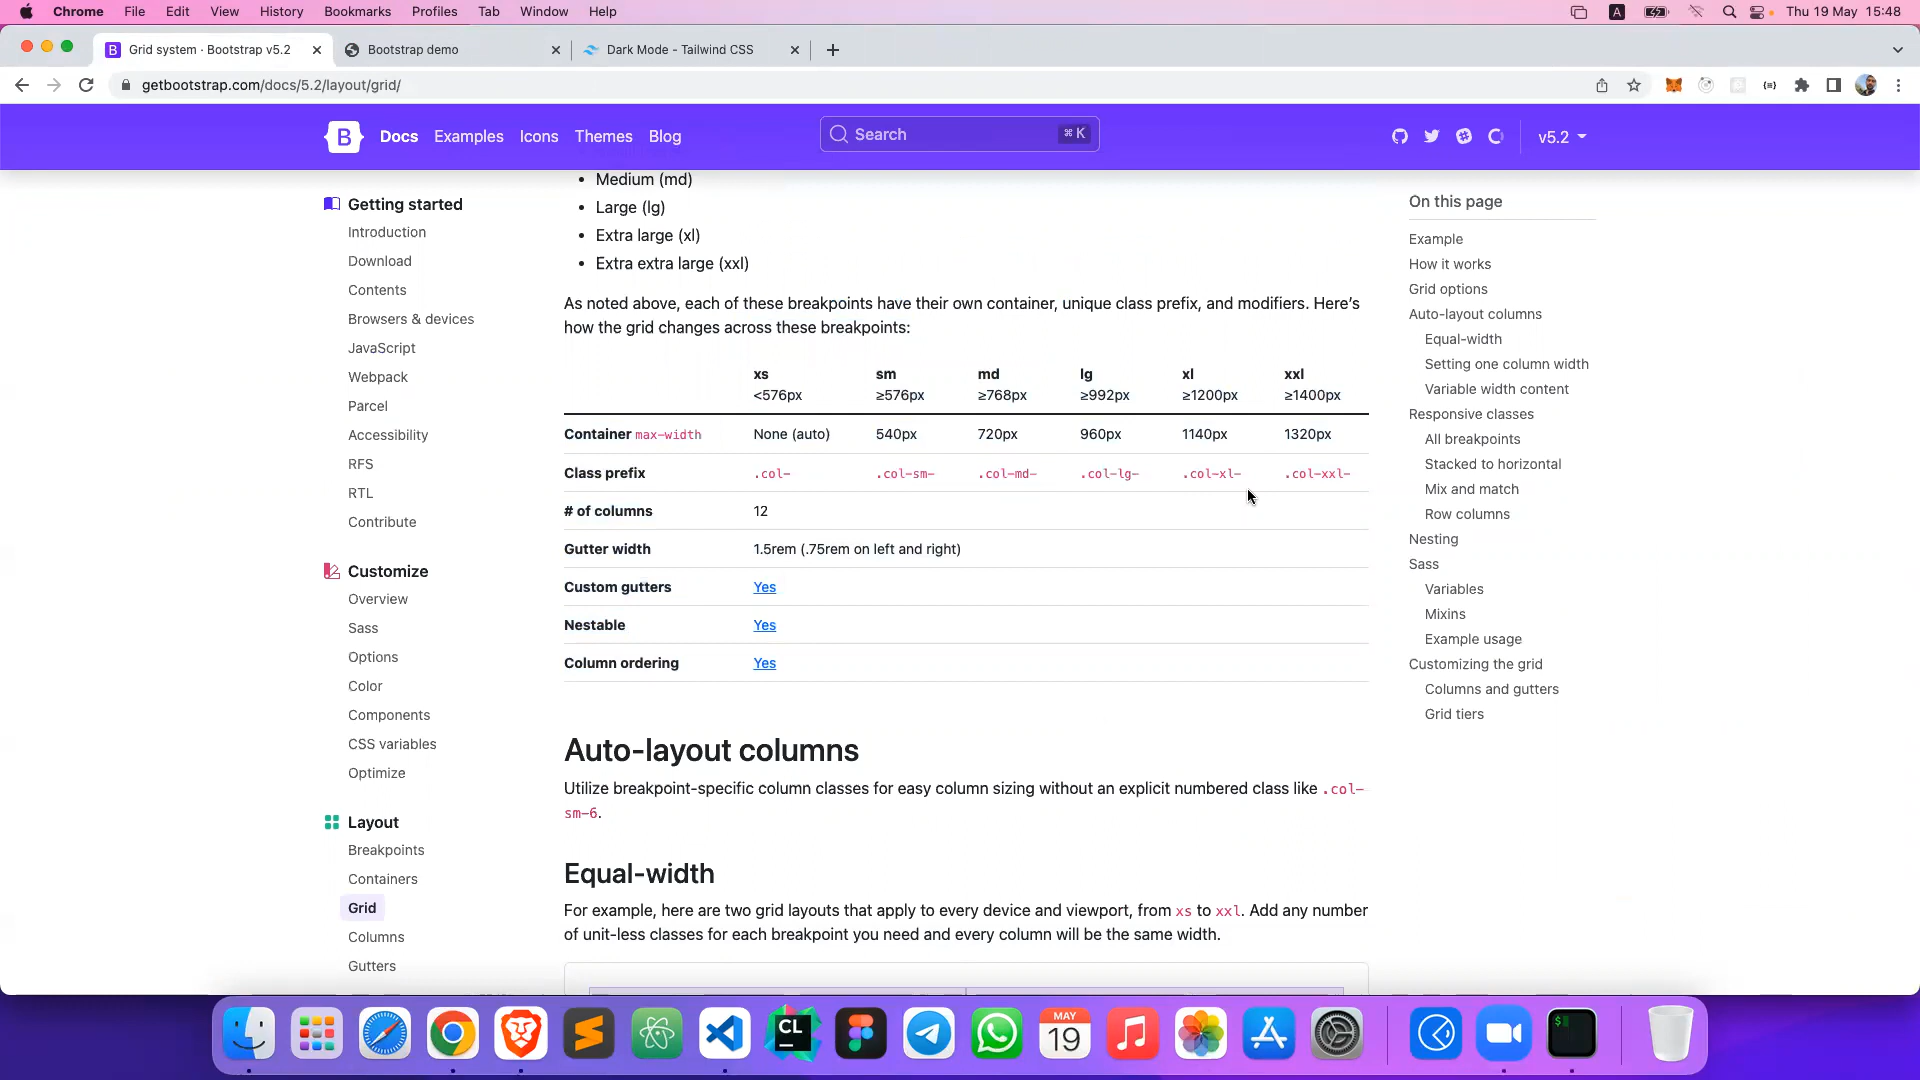 Chrome File Edit View History Bookmarks Profiles Tab Window Help A Thu 19 May 15:48
Grid system · Bootstrap v5.2 Bootstrap demo Dark Mode - Tailwind CSS
getbootstrap.com/docs/5.2/layout/grid/
B Docs Examples Icons Themes Blog Search ⌘ K v5.2
Getting started
Introduction
Download
Contents
Browsers & devices
JavaScript
Webpack
Parcel
Accessibility
RFS
RTL
Contribute
Customize
Overview
Sass
Options
Color
Components
CSS variables
Optimize
Layout
Breakpoints
Containers
Grid
Columns
Gutters
• Medium (md)
• Large (lg)
• Extra large (xl)
• Extra extra large (xxl)
As noted above, each of these breakpoints have their own container, unique class prefix, and modifiers. Here's
how the grid changes across these breakpoints:
xs sm md lg xl xxl
<576px ≥576px ≥768px ≥992px ≥1200px ≥1400px
Container max-width None (auto) 540px 720px 960px 1140px 1320px
Class prefix .col- .col-sm- .col-md- .col-lg- .col-xl- .col-xxl-
# of columns 12
Gutter width 1.5rem (.75rem on left and right)
Custom gutters Yes
Nestable Yes
Column ordering Yes
Auto-layout columns
Utilize breakpoint-specific column classes for easy column sizing without an explicit numbered class like .col-
sm-6.
Equal-width
For example, here are two grid layouts that apply to every device and viewport, from xs to xxl. Add any number
of unit-less classes for each breakpoint you need and every column will be the same width.
On this page
Example
How it works
Grid options
Auto-layout columns
Equal-width
Setting one column width
Variable width content
Responsive classes
All breakpoints
Stacked to horizontal
Mix and match
Row columns
Nesting
Sass
Variables
Mixins
Example usage
Customizing the grid
Columns and gutters
Grid tiers
CL
MAY
19
$